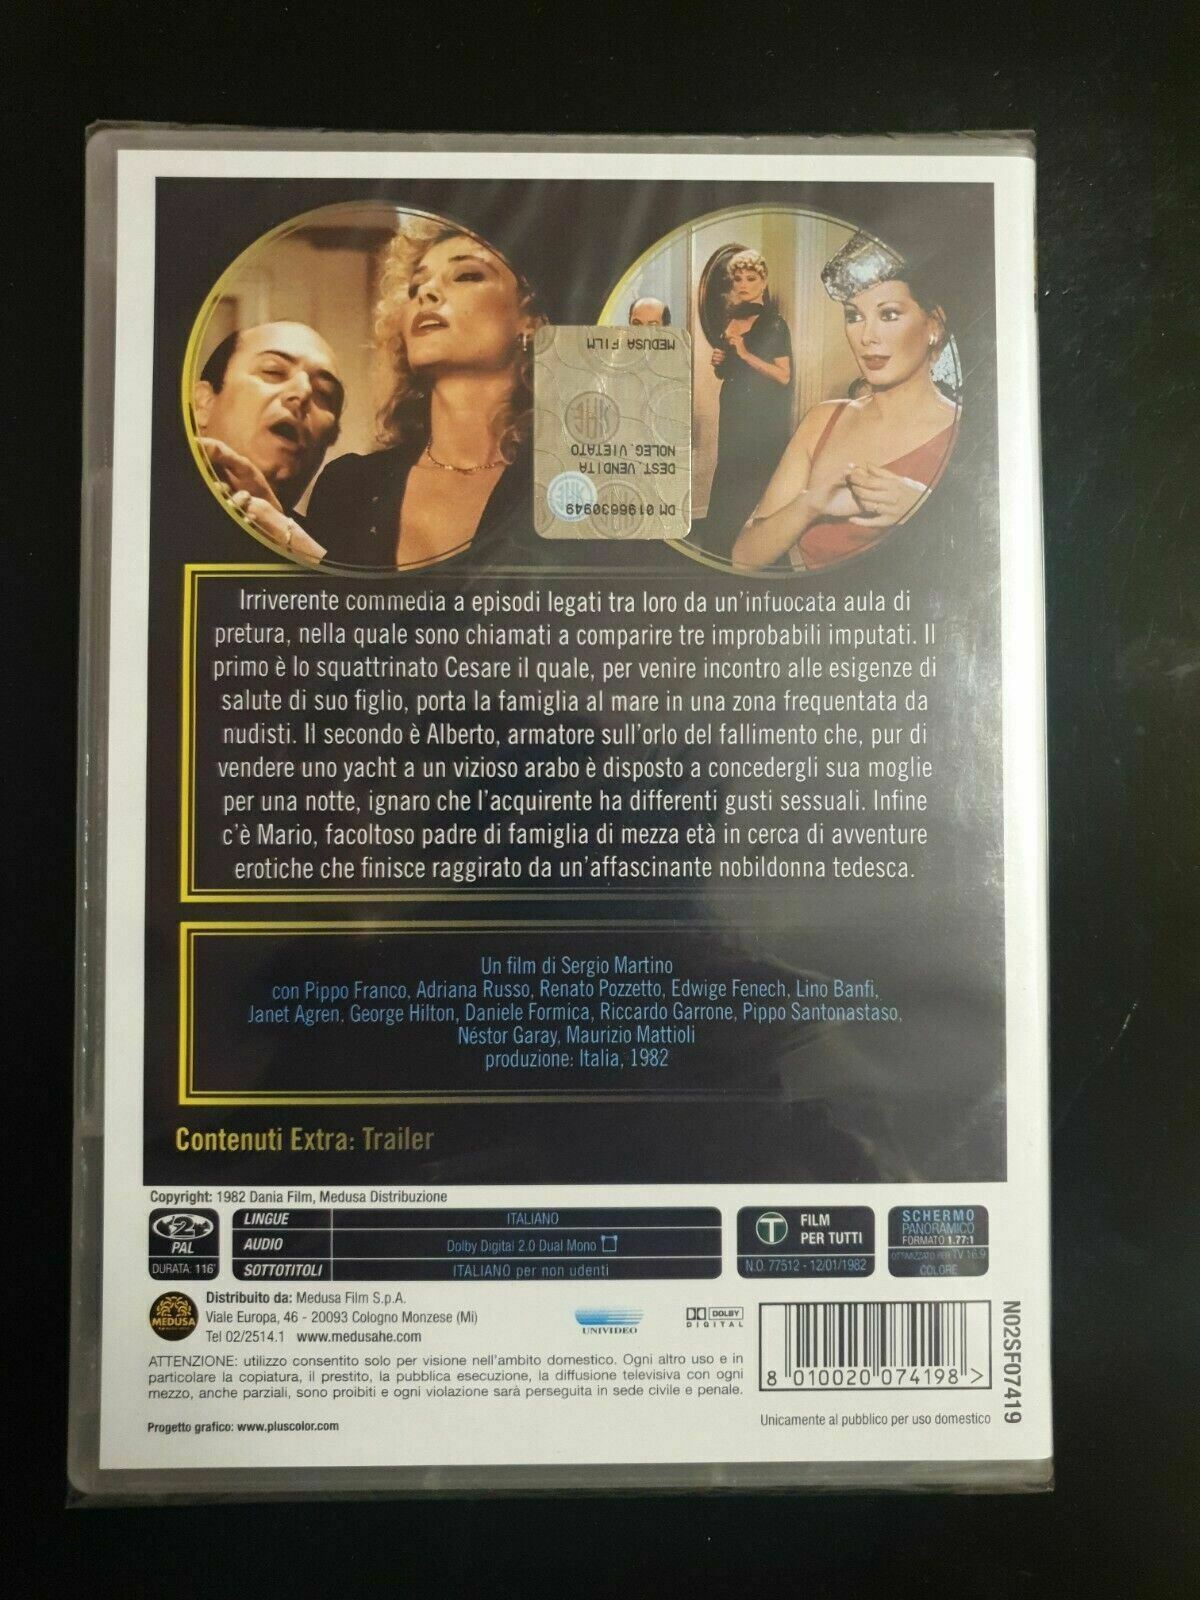 MEDUSA FILM
SIAE
NOLEG.VIETATO
DEST.VENDITA
DM 0196630949
Irriverente commedia a episodi legati tra loro da un'infuocata aula di
pretura, nella quale sono chiamati a comparire tre improbabili imputati. Il
primo è lo squattrinato Cesare il quale, per venire incontro alle esigenze di
salute di suo figlio, porta la famiglia al mare in una zona frequentata da
nudisti. Il secondo è Alberto, armatore sull'orlo del fallimento che, pur di
vendere uno yacht a un vizioso arabo è disposto a concedergli sua moglie
per una notte, ignaro che l'acquirente ha differenti gusti sessuali. Infine
c'è Mario, facoltoso padre di famiglia di mezza età in cerca di avventure
erotiche che finisce raggirato da un'affascinante nobildonna tedesca.
Un film di Sergio Martino
con Pippo Franco, Adriana Russo, Renato Pozzetto, Edwige Fenech, Lino Banfi,
Janet Agren, George Hilton, Daniele Formica, Riccardo Garrone, Pippo Santonastaso,
Néstor Garay, Maurizio Mattioli
produzione: Italia, 1982
Contenuti Extra: Trailer
Copyright: 1982 Dania Film, Medusa Distribuzione
2
PAL
DURATA: 116'
LINGUE ITALIANO
AUDIO Dolby Digital 2.0 Dual Mono
SOTTOTITOLI ITALIANO per non udenti
T FILM
PER TUTTI
N.O. 77512 - 12/01/1982
SCHERMO
PANORAMICO
FORMATO 1.77:1
OTTIMIZZATO PER TV 16:9
COLORE
MEDUSA
Distribuito da: Medusa Film S.p.A.
Viale Europa, 46 - 20093 Cologno Monzese (Mi)
Tel 02/2514.1 www.medusahe.com
UNIVIDEO
DOLBY
DIGITAL
ATTENZIONE: utilizzo consentito solo per visione nell'ambito domestico. Ogni altro uso e in
particolare la copiatura, il prestito, la pubblica esecuzione, la diffusione televisiva con ogni
mezzo, anche parziali, sono proibiti e ogni violazione sarà perseguita in sede civile e penale.
8 010020 074198 >
N02SF07419
Progetto grafico: www.pluscolor.com
Unicamente al pubblico per uso domestico